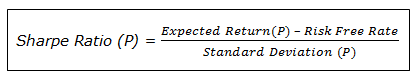 Sharpe Ratio (P) = Expected Return(P) – Risk Free Rate
Standard Deviation (P)